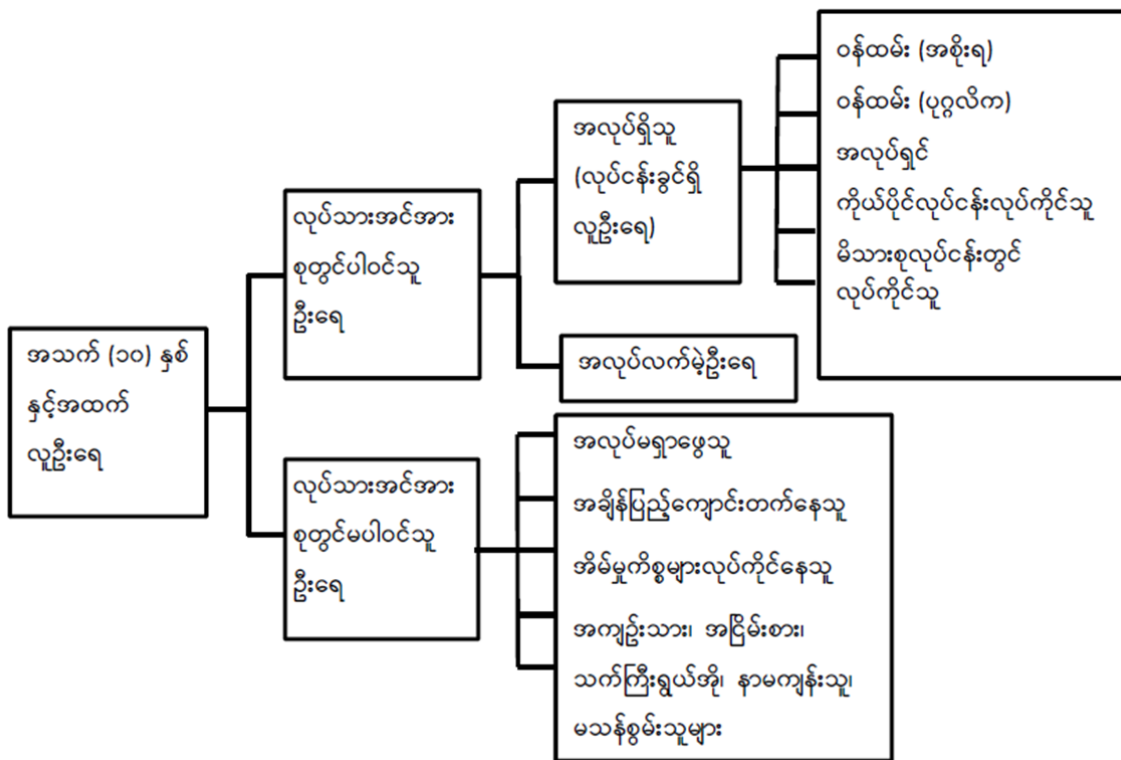 အသက် (၁၀) နှစ်
နှင့်အထက်
လူဦးရေ
လုပ်သားအင်အား
စုတွင်ပါဝင်သူ
ဦးရေ
လုပ်သားအင်အား
စုတွင်မပါဝင်သူ
ဦးရေ
အလုပ်ရှိသူ
(လုပ်ငန်းခွင်ရှိ
လူဦးရေ)
အလုပ်လက်မဲ့ဦးရေ
ဝန်ထမ်း (အစိုးရ)
ဝန်ထမ်း (ပုဂ္ဂလိက)
အလုပ်ရှင်
ကိုယ်ပိုင်လုပ်ငန်းလုပ်ကိုင်သူ
မိသားစုလုပ်ငန်းတွင်
လုပ်ကိုင်သူ
အလုပ်မရှာဖွေသူ
အချိန်ပြည့်ကျောင်းတက်နေသူ
အိမ်မှုကိစ္စများလုပ်ကိုင်နေသူ
အကျဉ်းသား၊ အငြိမ်းစား၊
သက်ကြီးရွယ်အို၊ နာမကျန်းသူ၊
မသန်စွမ်းသူများ